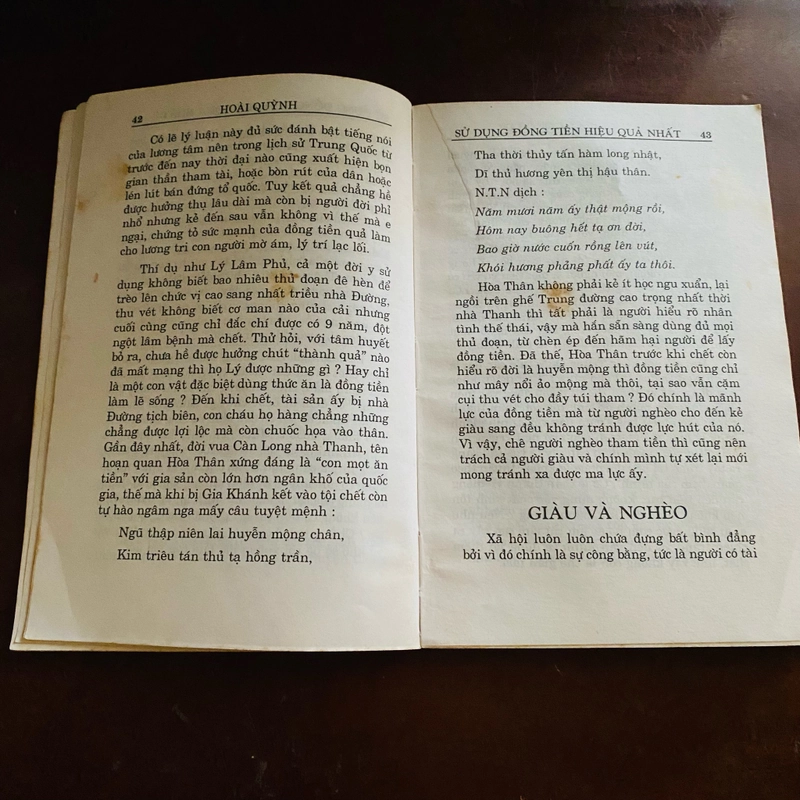 42 HOÀI QUỲNH
Có lẽ lý luận này đủ sức đánh bật tiếng nói
của lương tâm nên trong lịch sử Trung Quốc từ
trước đến nay thời đại nào cũng xuất hiện bọn
gian thần tham tài, hoặc bòn rút của dân hoặc
lén lút bán đứng tổ quốc. Tuy kết quả chẳng hề
được hưởng thụ lâu dài mà còn bị người đời phỉ
nhổ nhưng kẻ đến sau vẫn không vì thế mà e
ngại, chứng tỏ sức mạnh của đồng tiền quả làm
cho lương tri con người mờ ám, lý trí lạc lối.
Thí dụ như Lý Lâm Phủ, cả một đời y sử
dụng không biết bao nhiêu thủ đoạn đê hèn để
trèo lên chức vị cao sang nhất triều nhà Đường,
thu vét không biết cơ man nào của cải nhưng
cuối cùng cũng chỉ đắc chí được có 9 năm, đột
ngột lâm bệnh mà chết. Thử hỏi, với tâm huyết
bỏ ra, chưa hề được hưởng chút “thành quả” nào
đã mất mạng thì họ Lý được những gì ? Hay chỉ
là một con vật đặc biệt dùng thức ăn là đồng tiền
làm lẽ sống ? Đến khi chết, tài sản ấy bị nhà
Đường tịch biên, con cháu họ hàng chẳng những
chẳng được lợi lộc mà còn chuốc họa vào thân.
Gần đây nhất, đời vua Càn Long nhà Thanh, tên
hoạn quan Hòa Thân xứng đáng là “con mọt ăn
tiền” với gia sản còn lớn hơn ngân khố của quốc
gia, thế mà khi bị Gia Khánh kết vào tội chết còn
tự hào ngâm nga mấy câu tuyệt mệnh :
Ngũ thập niên lai huyễn mộng chân,
Kim triêu tán thủ tạ hồng trần,
SỬ DỤNG ĐỒNG TIỀN HIỆU QUẢ NHẤT 43
Tha thời thủy tấn hàm long nhật,
Dĩ thủ hương yên thị hậu thân.
N.T.N dịch :
Năm mươi năm ấy thật mộng rồi,
Hôm nay buông hết tạ ơn đời,
Bao giờ nước cuốn rồng lên vút,
Khói hương phảng phất ấy ta thôi.
Hòa Thân không phải kẻ ít học ngu xuẩn, lại
ngồi trên ghế Trung đường cao trọng nhất thời
nhà Thanh thì tất phải là người hiểu rõ nhân
tình thế thái, vậy mà hắn sẵn sàng dùng đủ mọi
thủ đoạn, từ chèn ép đến hãm hại người để lấy
đồng tiền. Đã thế, Hòa Thân trước khi chết còn
hiểu rõ đời là huyễn mộng thì đồng tiền cũng chỉ
như mây nổi ảo mộng mà thôi, tại sao vẫn cặm
cụi thu vét cho đầy túi tham ? Đó chính là mãnh
lực của đồng tiền mà từ người nghèo cho đến kẻ
giàu sang đều không tránh được lực hút của nó.
Vì vậy, chê người nghèo tham tiền thì cũng nên
trách cả người giàu và chính mình tự xét lại mới
mong tránh xa được ma lực ấy.
GIÀU VÀ NGHÈO
Xã hội luôn luôn chứa đựng bất bình đẳng
bởi vì đó chính là sự công bằng, tức là người có tài